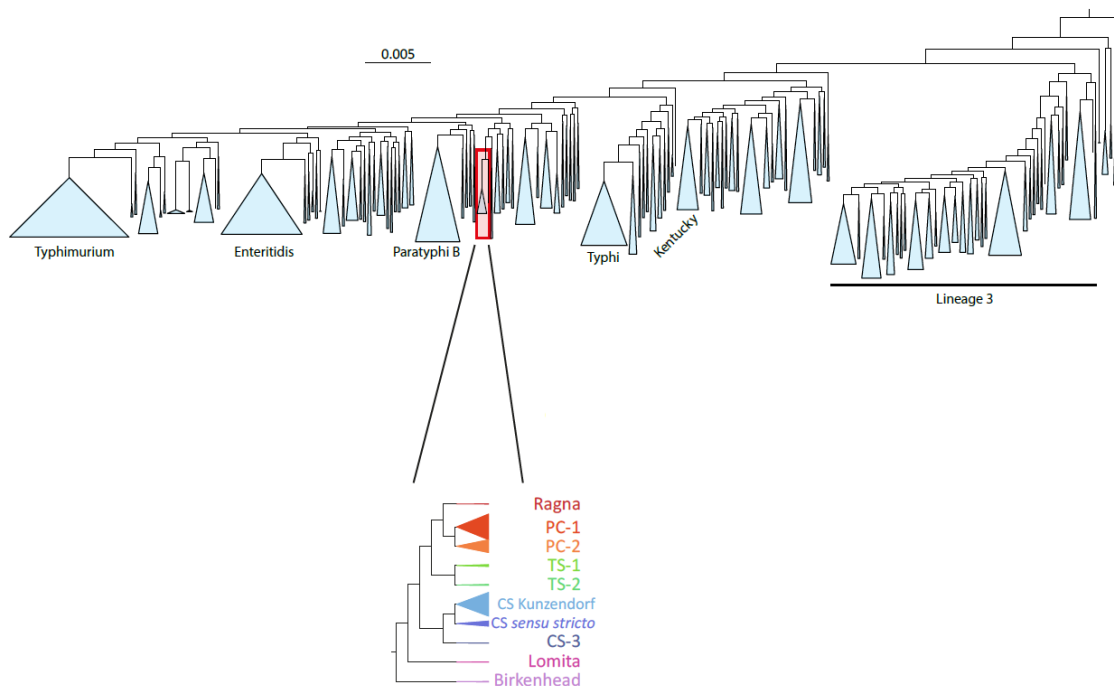 0.005
Typhimurium
Enteritidis
Paratyphi B
Typhi
Kentucky
Lineage 3
Ragna
PC-1
PC-2
TS-1
TS-2
CS Kunzendorf
CS sensu stricto
CS-3
Lomita
Birkenhead